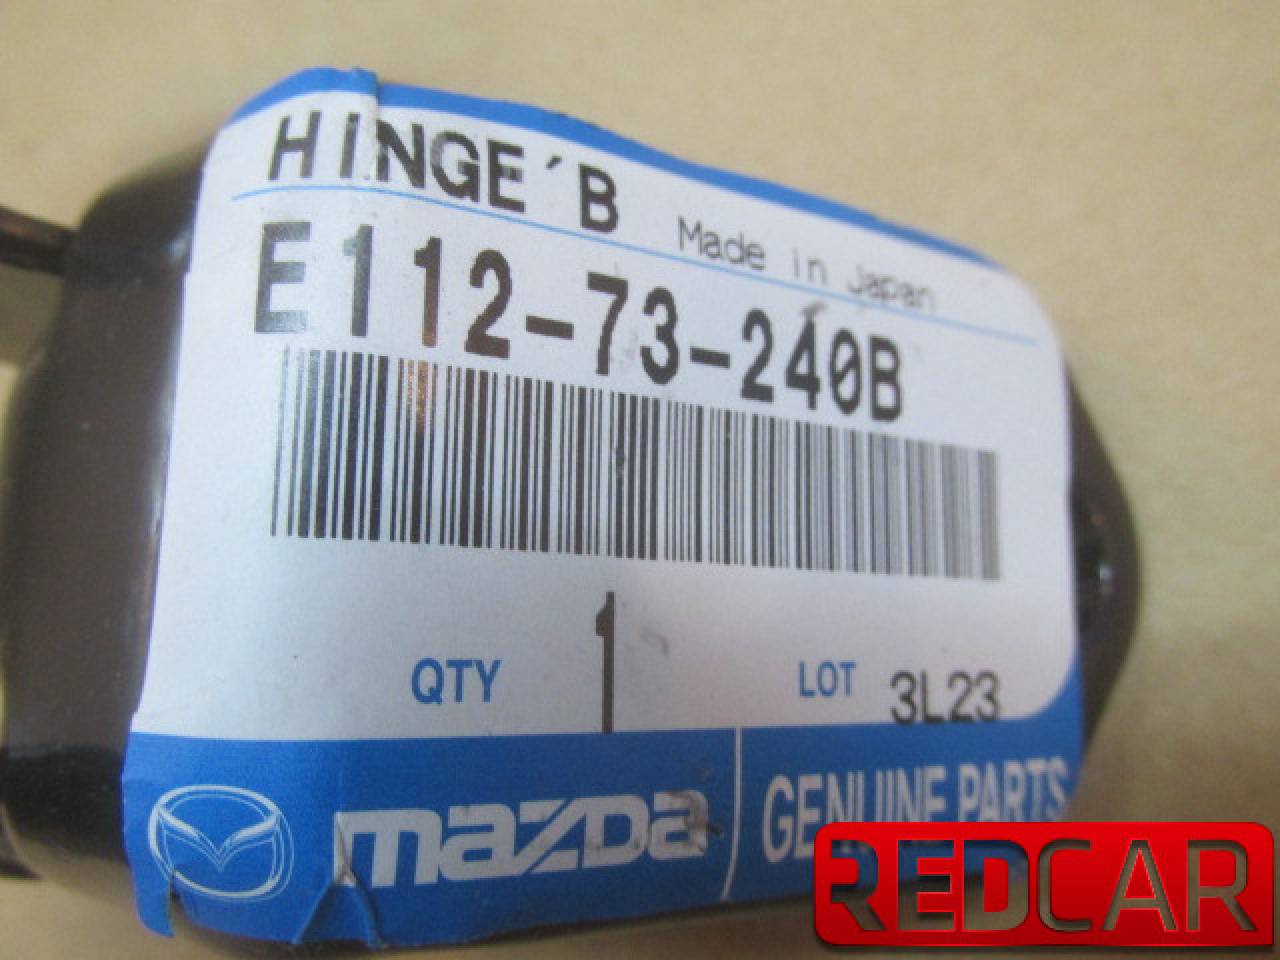 HINGE´B
Made in Japan
E112-73-240B
QTY 1 LOT 3L23
mazda GENUINE PARTS
REDCAR